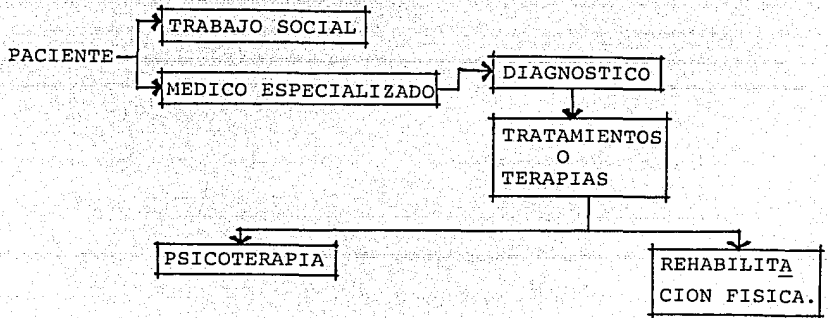 TRABAJO SOCIAL
PACIENTE
MEDICO ESPECIALIZADO
DIAGNOSTICO
TRATAMIENTOS
O
TERAPIAS
PSICOTERAPIA
REHABILITA
CION FISICA.